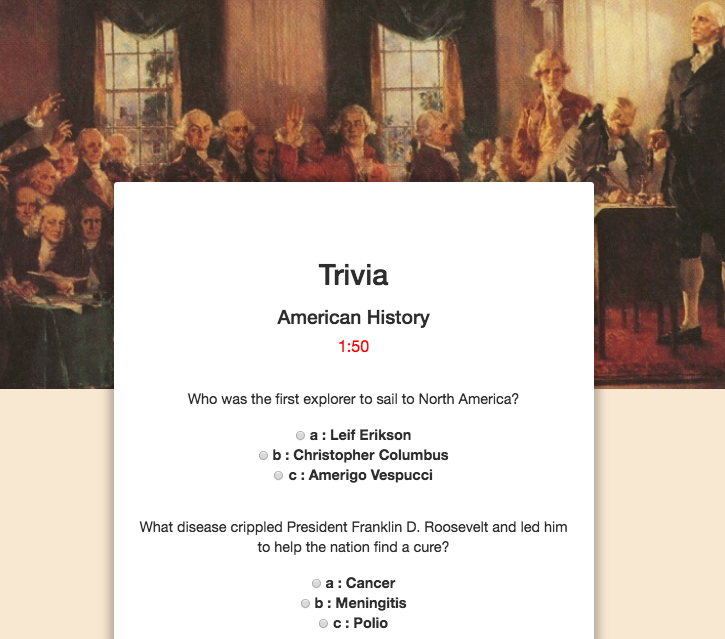 Trivia
American History
1:50
Who was the first explorer to sail to North America?
a : Leif Erikson
b : Christopher Columbus
c : Amerigo Vespucci
What disease crippled President Franklin D. Roosevelt and led him
to help the nation find a cure?
a : Cancer
b : Meningitis
c : Polio